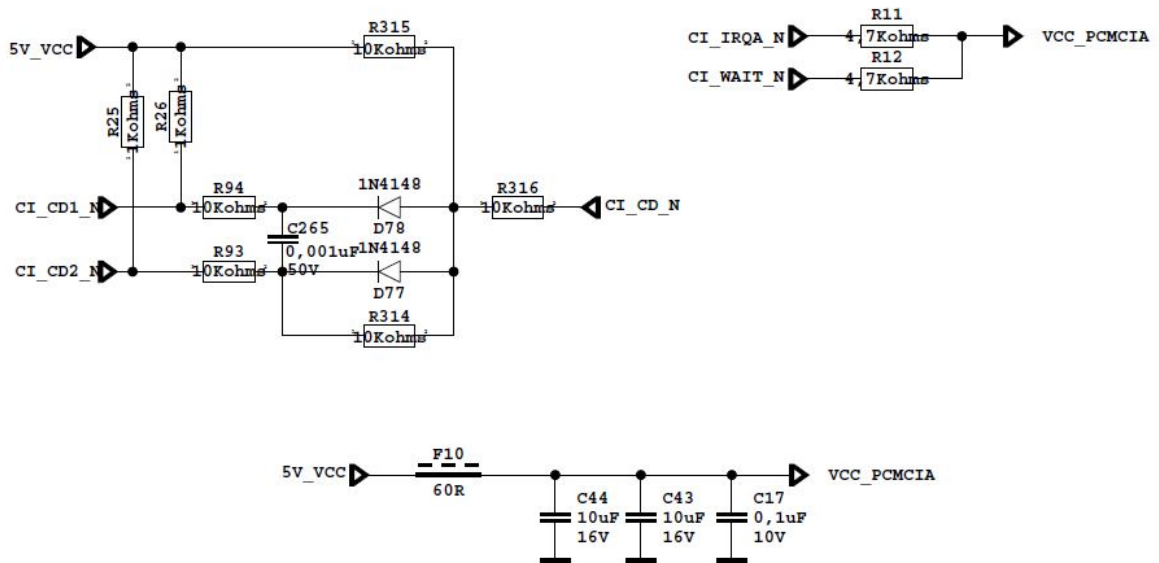 5V_VCC
R315
10Kohms
R25
1Kohms
R26
1Kohms
CI_CD1_N
R94
10Kohms
1N4148
D78
R316
10Kohms
CI_CD_N
C265
0,001uF
50V
CI_CD2_N
R93
10Kohms
1N4148
D77
R314
10Kohms
CI_IRQA_N
R11
4,7Kohms
VCC_PCMCIA
CI_WAIT_N
R12
4,7Kohms
5V_VCC
F10
60R
VCC_PCMCIA
C44
10uF
16V
C43
10uF
16V
C17
0,1uF
10V